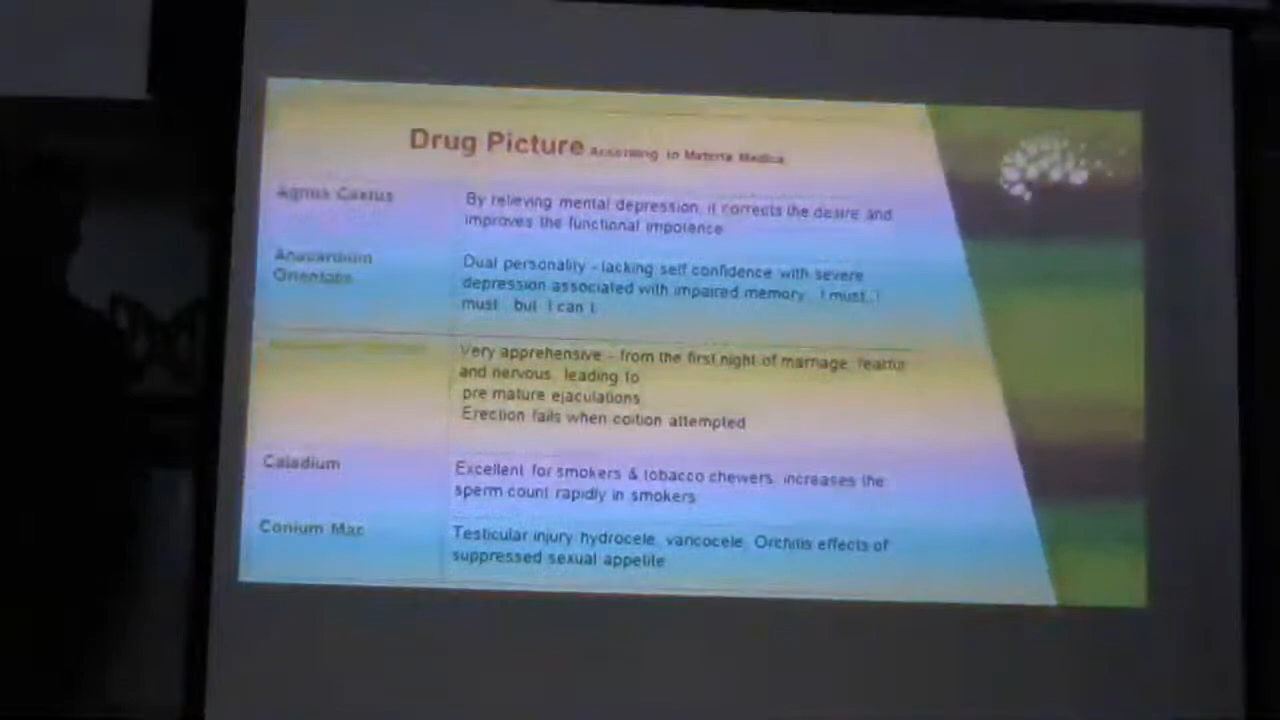 Drug Picture According to Materia Medica
Agnus Castus
By relieving mental depression, it corrects the desire and
improves the functional impotence
Anacardium
Orientale
Dual personality - lacking self confidence with severe
depression associated with impaired memory. I must, I
must but I can t
Very apprehensive - from the first night of marriage, fearful
and nervous, leading to
pre mature ejaculations
Erection fails when coition attempted
Caladium
Excellent for smokers & tobacco chewers, increases the
sperm count rapidly in smokers
Conium Mac
Testicular injury hydrocele, varicocele, Orchitis effects of
suppressed sexual appetite